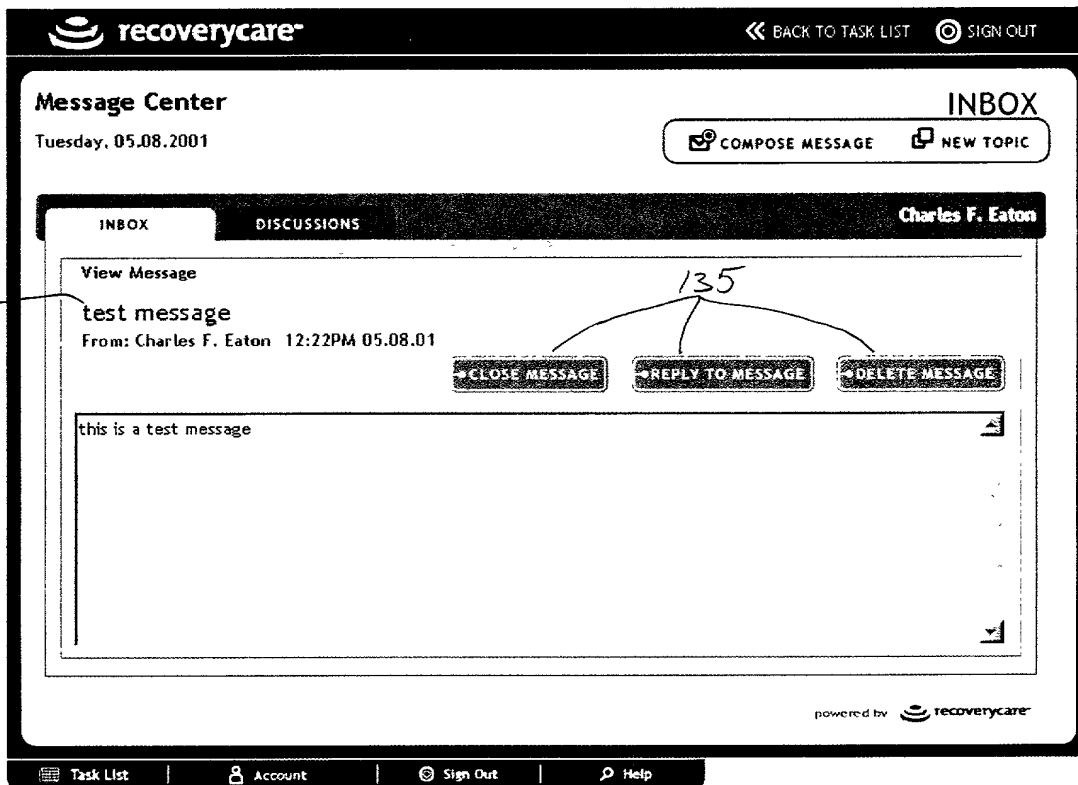 recoverycare
BACK TO TASK LIST SIGN OUT
Message Center INBOX
Tuesday, 05.08.2001 COMPOSE MESSAGE NEW TOPIC
INBOX DISCUSSIONS Charles F. Eaton
View Message
135
test message
From: Charles F. Eaton 12:22PM 05.08.01
CLOSE MESSAGE REPLY TO MESSAGE DELETE MESSAGE
this is a test message
powered by recoverycare
Task List Account Sign Out Help